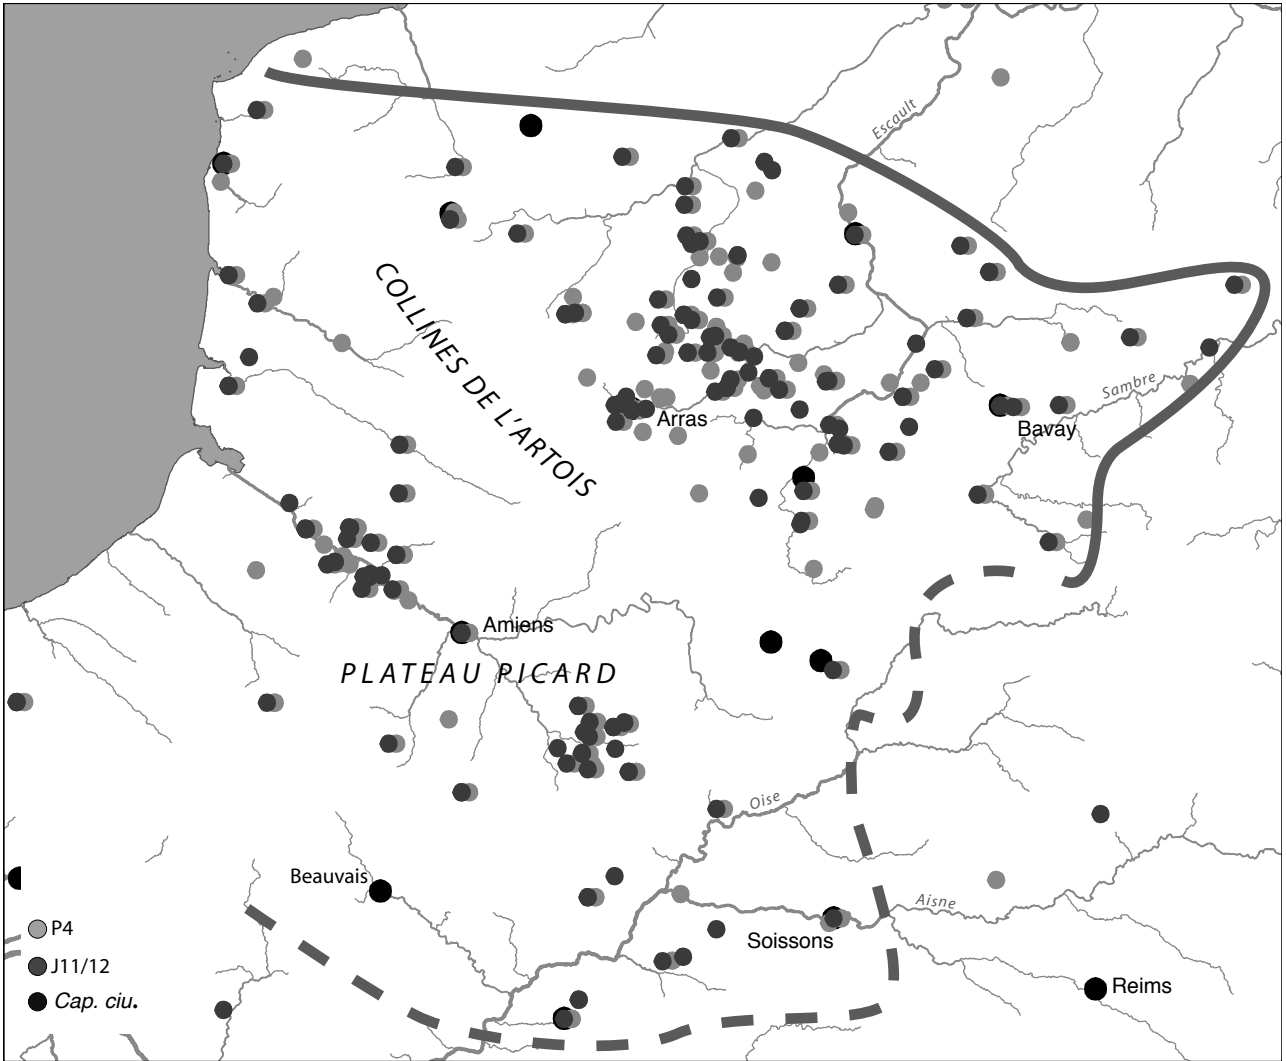 Escault
COLLINES DE L'ARTOIS
Sambre
Arras
Bavay
Amiens
PLATEAU PICARD
Oise
Beauvais
Aisne
P4
Soissons
J11/12
Reims
Cap. ciu.